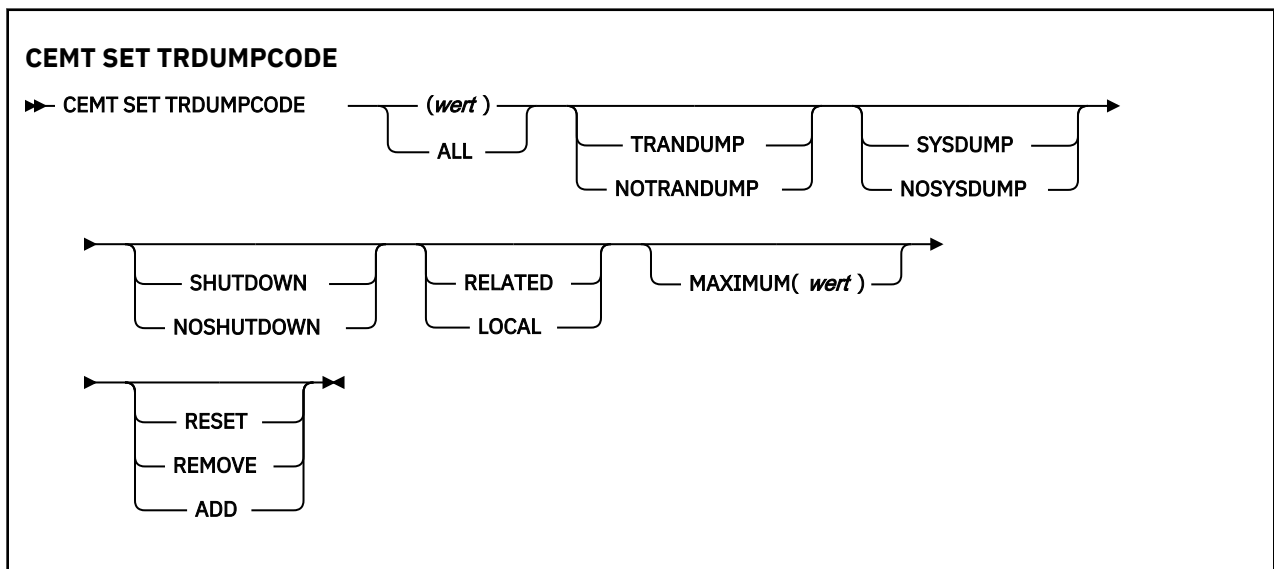 CEMT SET TRDUMPCODE
CEMT SET TRDUMPCODE (wert) TRANDUMP SYSDUMP
ALL NOTRANDUMP NOSYSDUMP
SHUTDOWN RELATED MAXIMUM( wert )
NOSHUTDOWN LOCAL
RESET
REMOVE
ADD